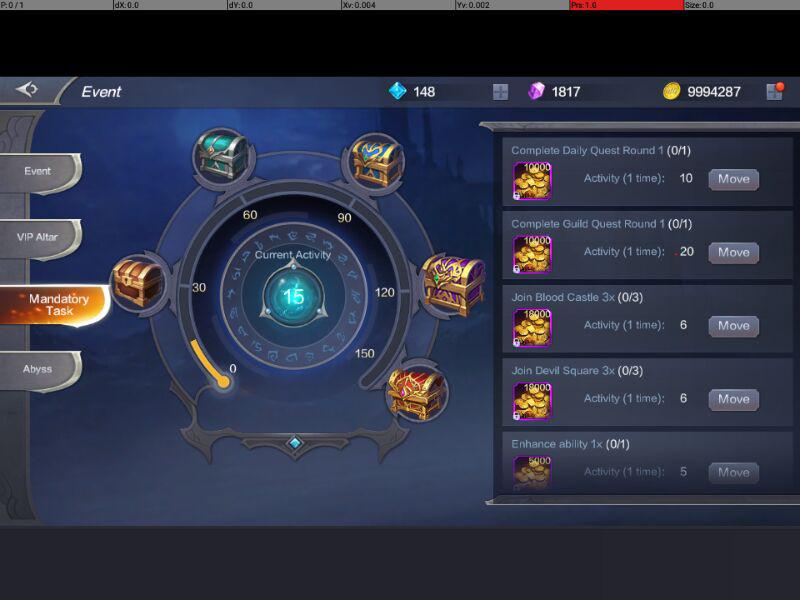 P: 0 / 1 dX: 0.0 dY: 0.0 Xv: 0.004 Yv: 0.002 Prs: 1.0 Size: 0.0
Event 148 1817 9994287
Event
VIP Altar
Mandatory
Task
Abyss
60 90
Current Activity
30 15 120
0 150
Complete Daily Quest Round 1 (0/1)
10000
Activity (1 time): 10 Move
Complete Guild Quest Round 1 (0/1)
10000
Activity (1 time): 20 Move
Join Blood Castle 3x (0/3)
18000
Activity (1 time): 6 Move
Join Devil Square 3x (0/3)
18000
Activity (1 time): 6 Move
Enhance ability 1x (0/1)
5000
Activity (1 time): 5 Move